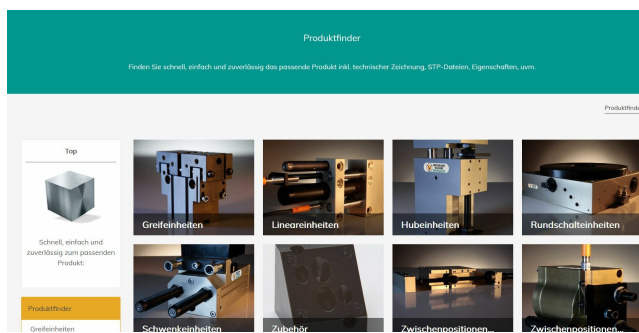 Produktfinder
Finden Sie schnell, einfach und zuverlässig das passende Produkt inkl. technischer Zeichnung, STP-Dateien, Eigenschaften, uvm.
Produktfinde
Top
Schnell, einfach und
zuverlässig zum passenden
Produkt:
Produktfinder
Greifeinheiten
Greifeinheiten
Lineareinheiten
Hubeinheiten
Rundschalteinheiten
Schwenkeinheiten
Zubehör
Zwischenpositionen...
Zwischenpositionen...